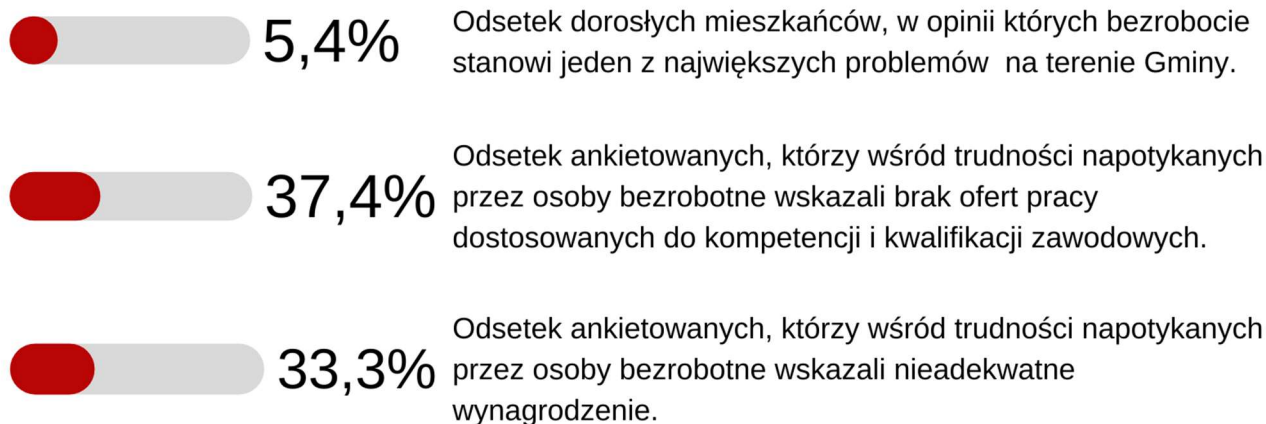 5,4%
Odsetek dorosłych mieszkańców, w opinii których bezrobocie
stanowi jeden z największych problemów  na terenie Gminy.
37,4%
Odsetek ankietowanych, którzy wśród trudności napotykanych
przez osoby bezrobotne wskazali brak ofert pracy
dostosowanych do kompetencji i kwalifikacji zawodowych.
33,3%
Odsetek ankietowanych, którzy wśród trudności napotykanych
przez osoby bezrobotne wskazali nieadekwatne
wynagrodzenie.